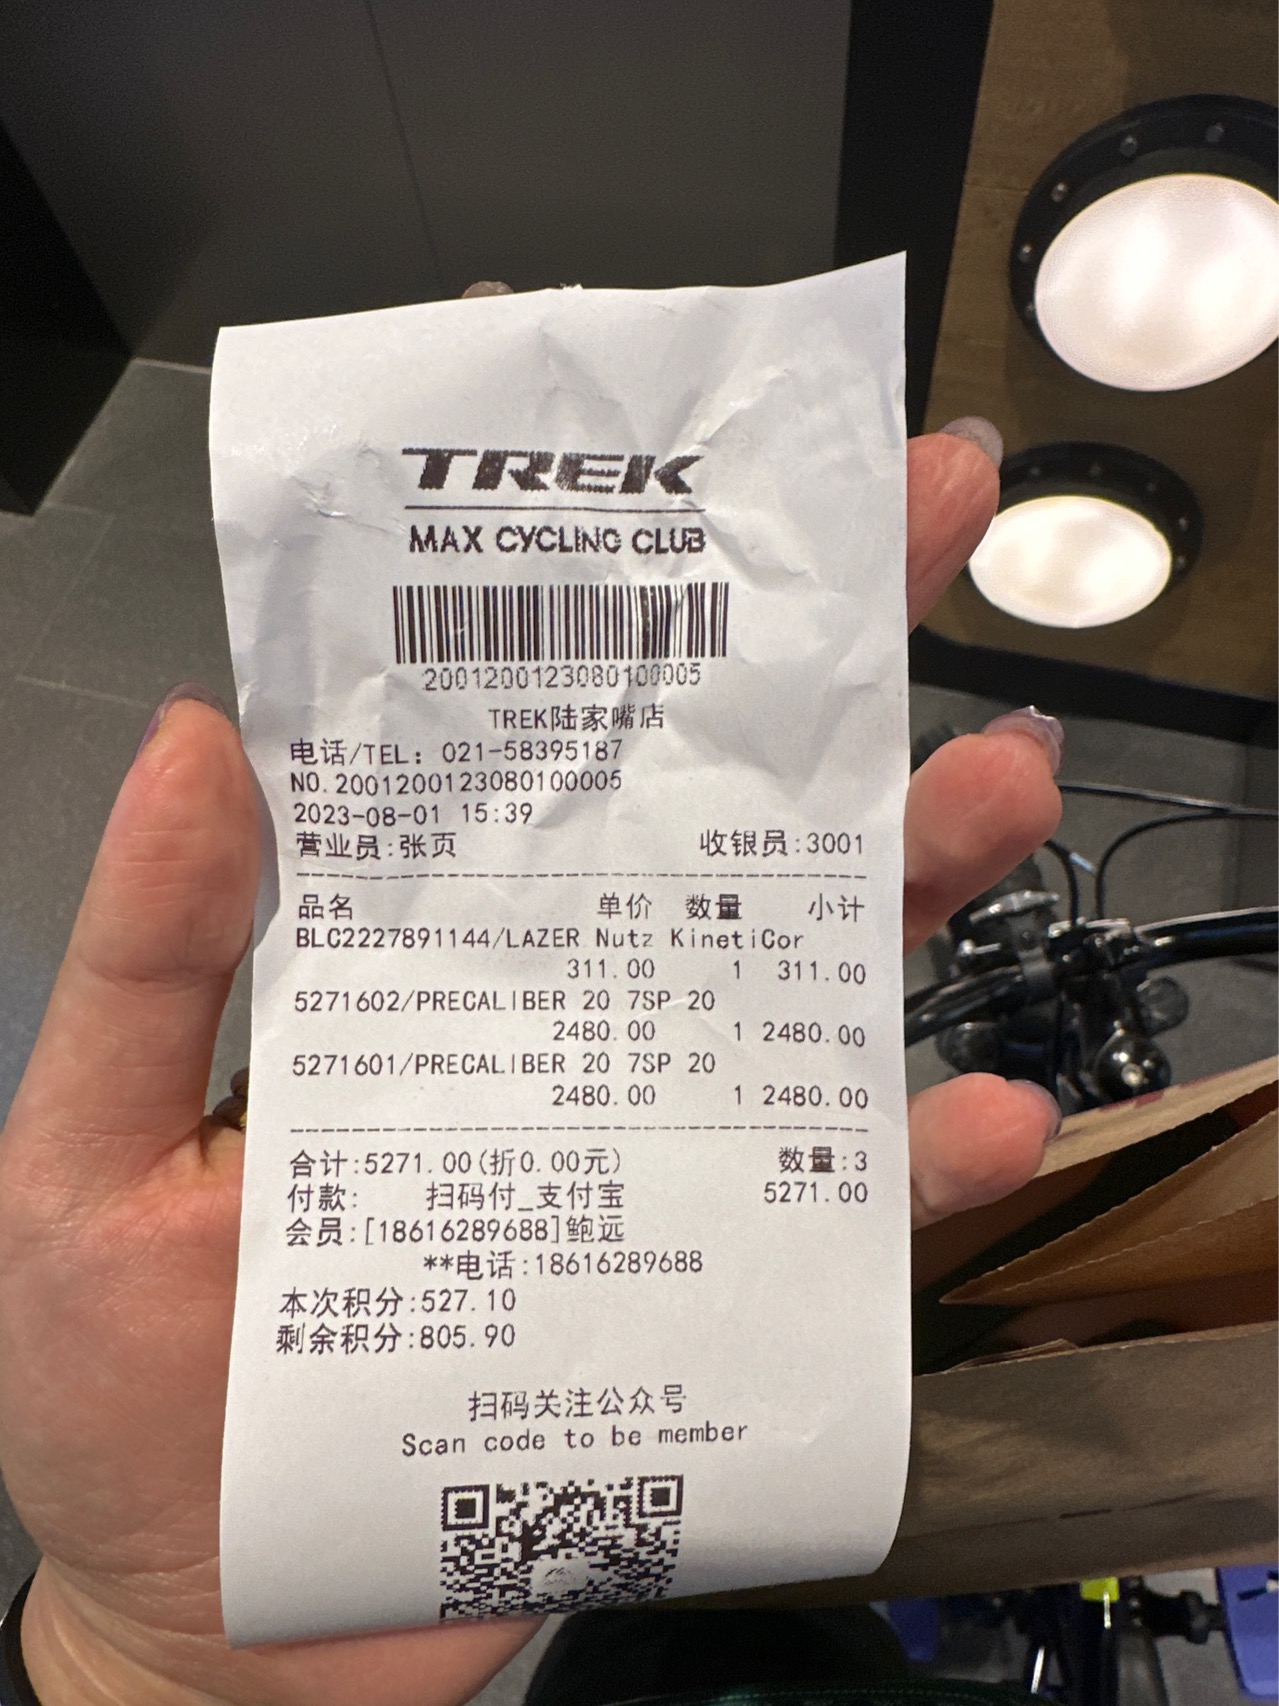 TREK
MAX CYCLING CLUB
2001200123080100005
TREK陆家嘴店
电话/TEL: 021-58395187
NO.2001200123080100005
2023-08-01 15:39
营业员:张页 收银员:3001
品名 单价 数量 小计
BLC2227891144/LAZER Nutz KinetiCor
311.00 1 311.00
5271602/PRECALIBER 20 7SP 20
2480.00 1 2480.00
5271601/PRECALIBER 20 7SP 20
2480.00 1 2480.00
合计:5271.00(折0.00元) 数量:3
付款: 扫码付_支付宝 5271.00
会员:[18616289688]鲍远
**电话:18616289688
本次积分:527.10
剩余积分:805.90
扫码关注公众号
Scan code to be member